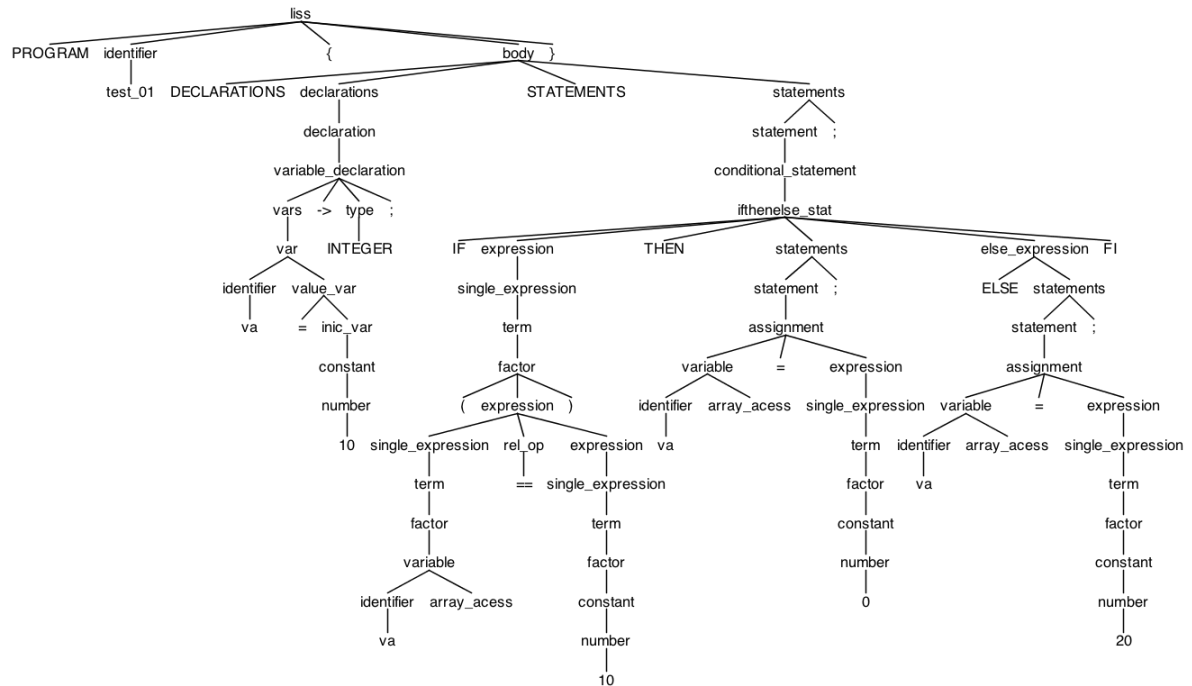 liss
PROGRAM identifier { body }
test_01 DECLARATIONS declarations STATEMENTS statements
declaration statement ;
variable_declaration conditional_statement
vars -> type ; ifthenelse_stat
var INTEGER IF expression THEN statements else_expression FI
identifier value_var single_expression statement ; ELSE statements
va = inic_var term assignment statement ;
constant factor variable = expression assignment
number ( expression ) identifier array_acess single_expression variable = expression
10 single_expression rel_op expression va term identifier array_acess single_expression
term == single_expression factor va term
factor term constant factor
variable factor number constant
identifier array_acess constant 0 number
va number 20
10